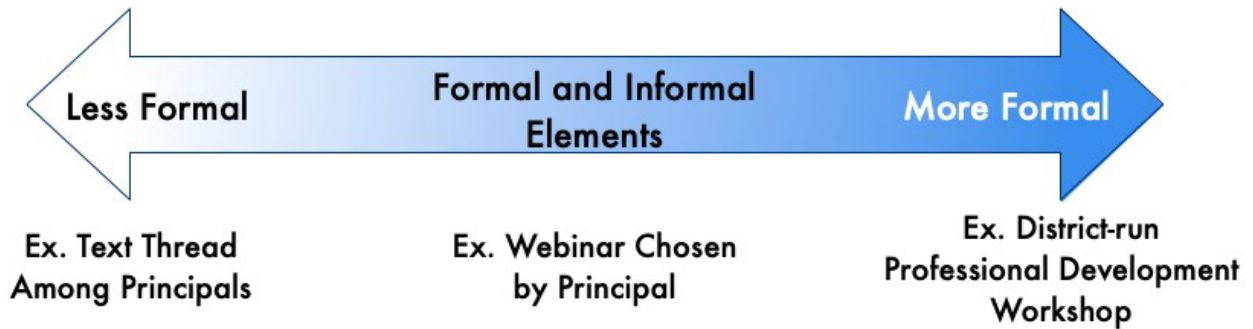 Less Formal
Formal and Informal
Elements
More Formal
Ex. Text Thread
Among Principals
Ex. Webinar Chosen
by Principal
Ex. District-run
Professional Development
Workshop